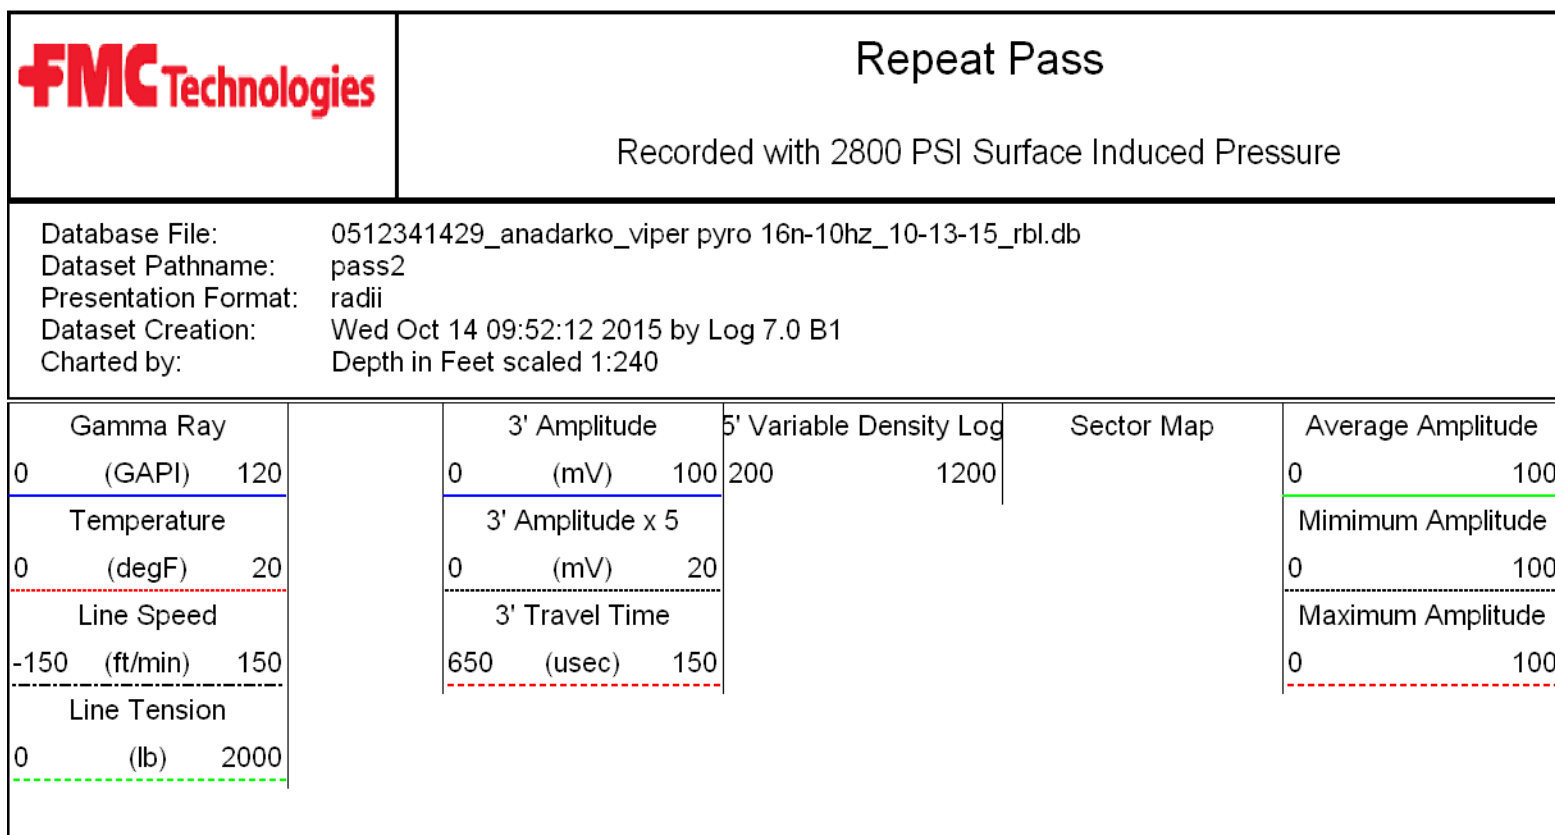 FMC Technologies
Repeat Pass
Recorded with 2800 PSI Surface Induced Pressure
Database File: 0512341429_anadarko_viper pyro 16n-10hz_10-13-15_rbl.db
Dataset Pathname: pass2
Presentation Format: radii
Dataset Creation: Wed Oct 14 09:52:12 2015 by Log 7.0 B1
Charted by: Depth in Feet scaled 1:240
Gamma Ray
0 (GAPI) 120
Temperature
0 (degF) 20
Line Speed
-150 (ft/min) 150
Line Tension
0 (lb) 2000
3' Amplitude
0 (mV) 100
3' Amplitude x 5
0 (mV) 20
3' Travel Time
650 (usec) 150
5' Variable Density Log
200 1200
Sector Map
Average Amplitude
0 100
Mimimum Amplitude
0 100
Maximum Amplitude
0 100